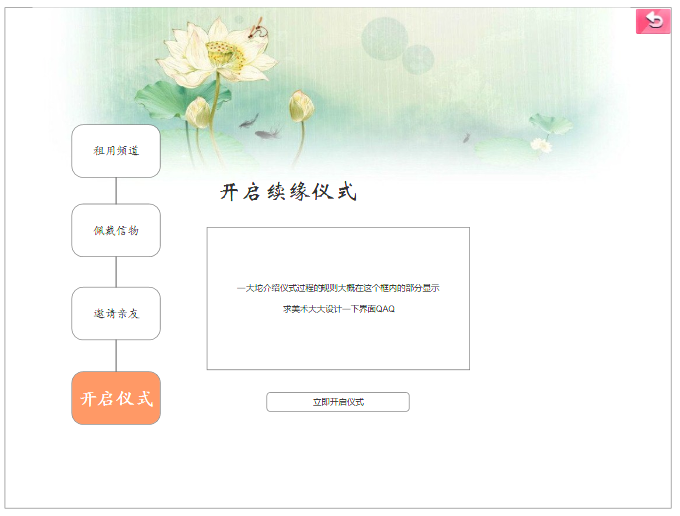 租用频道
开启续缘仪式
佩戴信物
一大坨介绍仪式过程的规则大概在这个框内的部分显示
求美术大大设计一下界面QAQ
邀请亲友
开启仪式
立即开启仪式